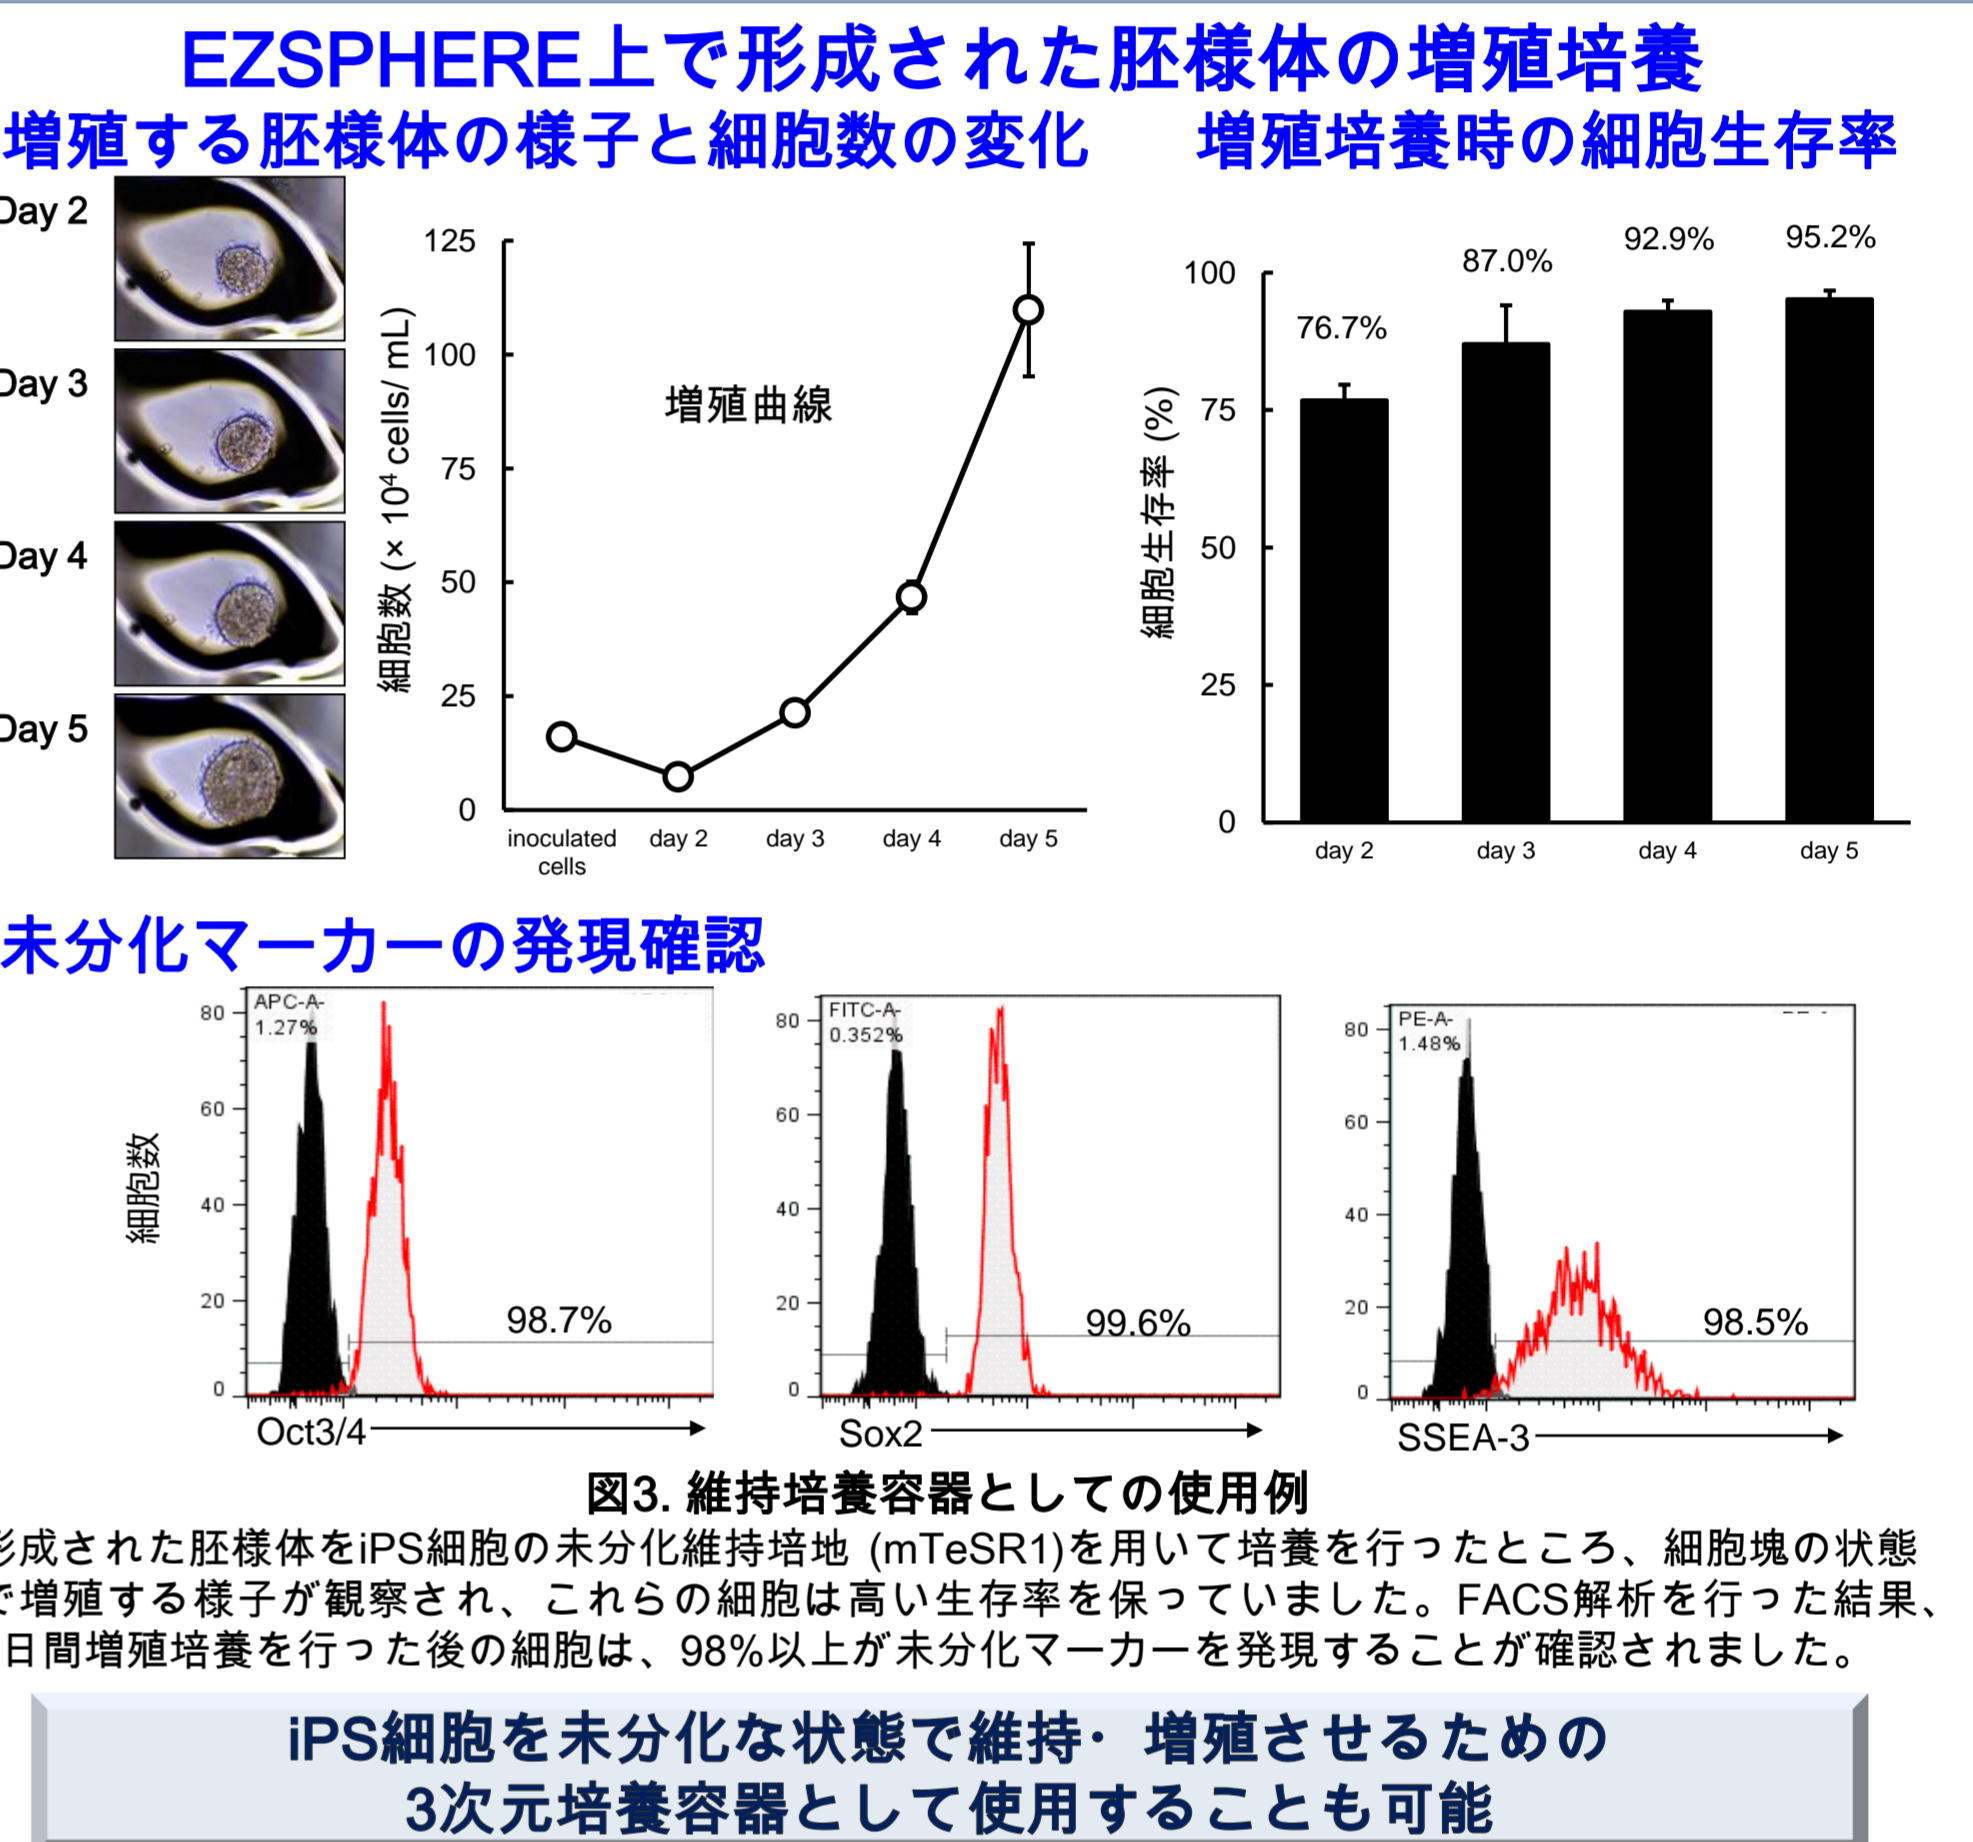 EZSPHERE上で形成された胚様体の増殖培養
増殖する胚様体の様子と細胞数の変化
増殖培養時の細胞生存率
Day 2
Day 3
Day 4
Day 5
細胞数 (× 10⁴ cells/ mL)
125
100
75
50
25
0
増殖曲線
inoculated cells
day 2
day 3
day 4
day 5
細胞生存率 (%)
100
75
50
25
0
76.7%
87.0%
92.9%
95.2%
day 2
day 3
day 4
day 5
未分化マーカーの発現確認
細胞数
APC-A-
1.27%
80
60
40
20
0
98.7%
Oct3/4
FITC-A-
0.352%
80
60
40
20
0
99.6%
Sox2
PE-A-
1.48%
80
60
40
20
0
98.5%
SSEA-3
図3. 維持培養容器としての使用例
形成された胚様体をiPS細胞の未分化維持培地 (mTeSR1)を用いて培養を行ったところ、細胞塊の状態
で増殖する様子が観察され、これらの細胞は高い生存率を保っていました。FACS解析を行った結果、
日間増殖培養を行った後の細胞は、98%以上が未分化マーカーを発現することが確認されました。
iPS細胞を未分化な状態で維持・増殖させるための
3次元培養容器として使用することも可能